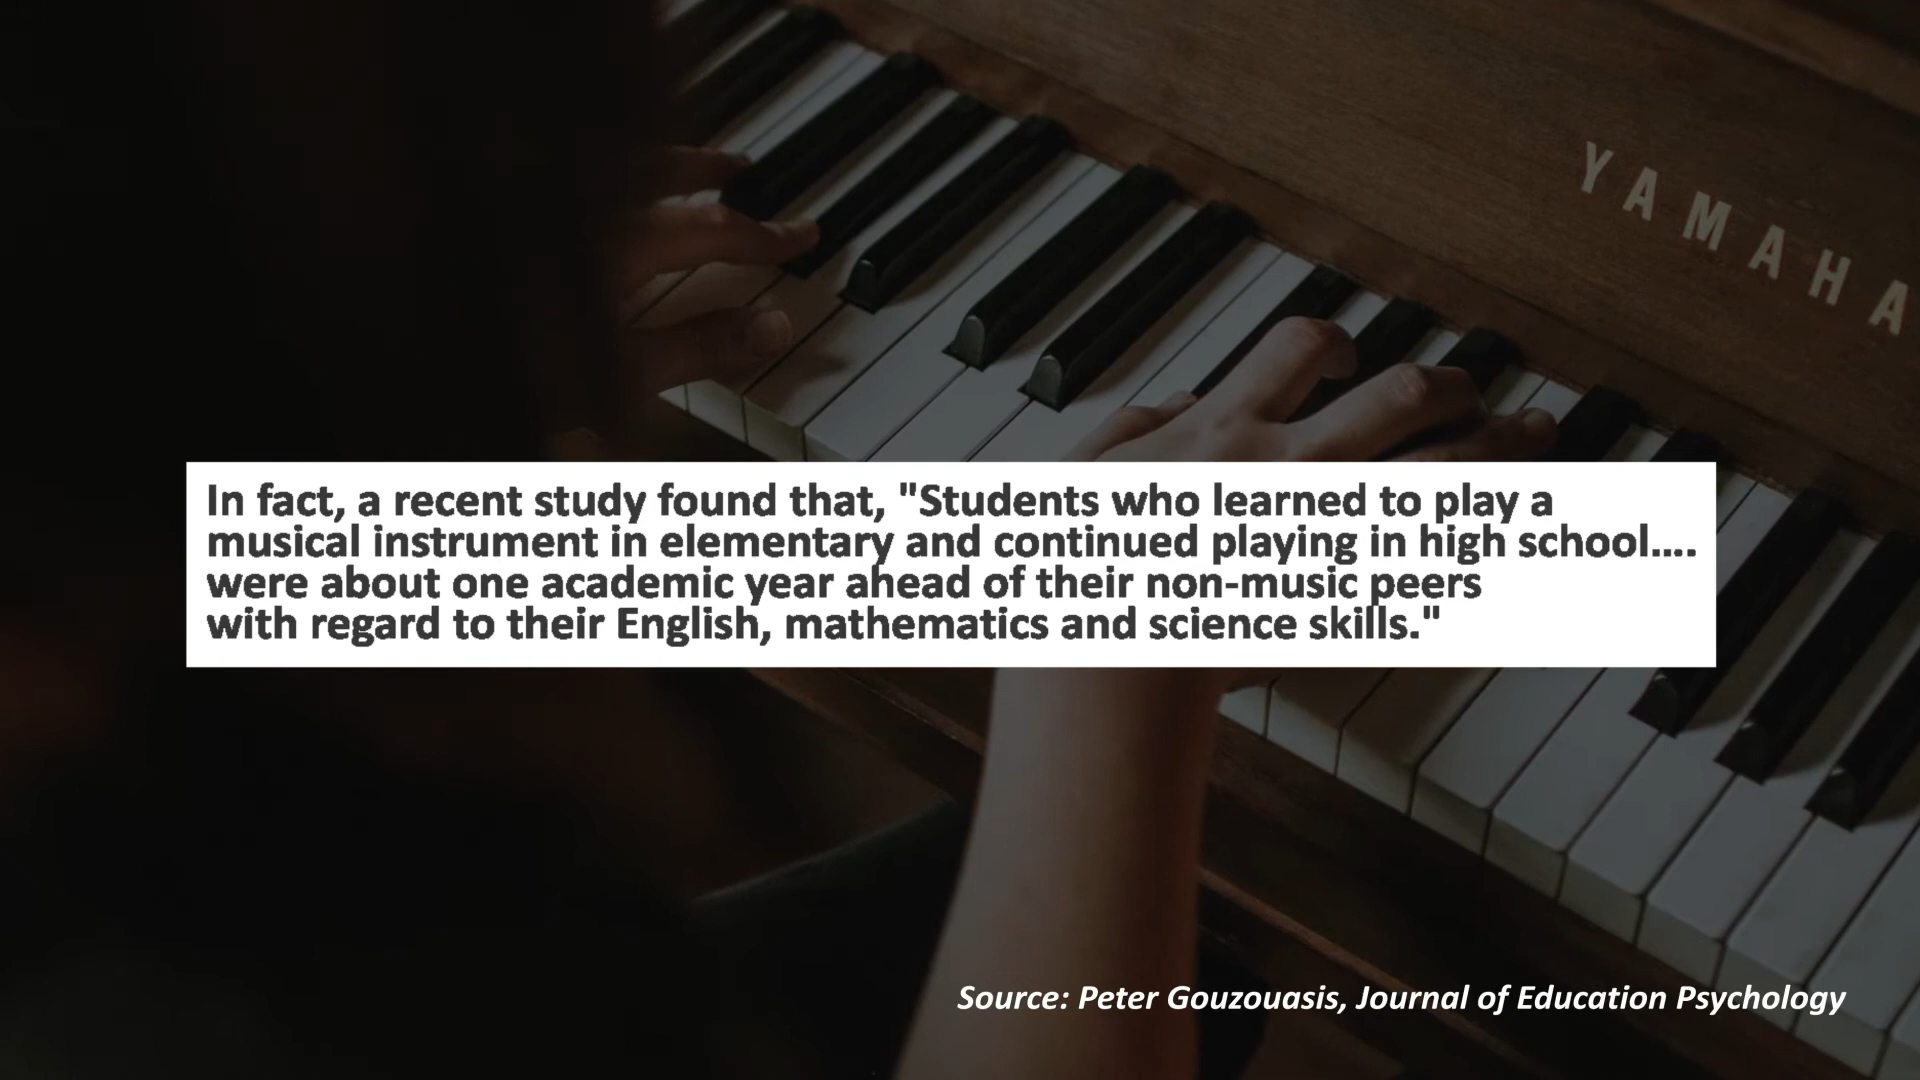 YAMAHA
In fact, a recent study found that, "Students who learned to play a
musical instrument in elementary and continued playing in high school....
were about one academic year ahead of their non-music peers
with regard to their English, mathematics and science skills."
Source: Peter Gouzouasis, Journal of Education Psychology